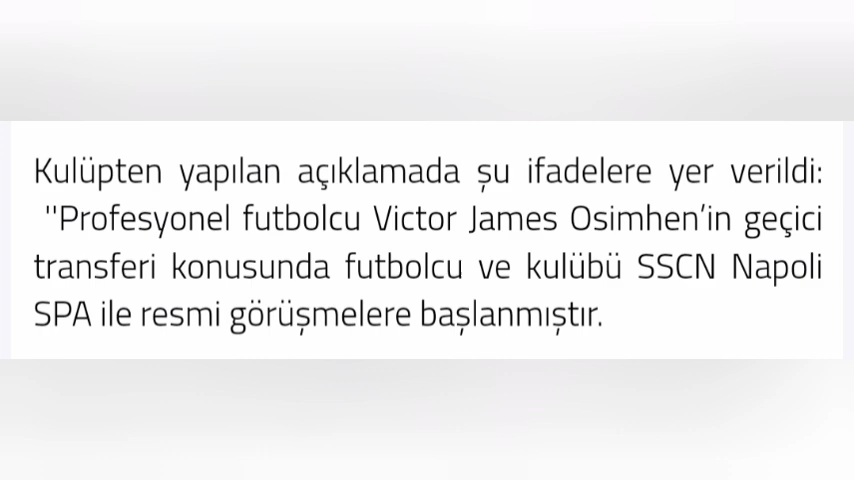 Kulüpten yapılan açıklamada şu ifadelere yer verildi:
"Profesyonel futbolcu Victor James Osimhen’in geçici
transferi konusunda futbolcu ve kulübü SSCN Napoli
SPA ile resmi görüşmelere başlanmıştır.